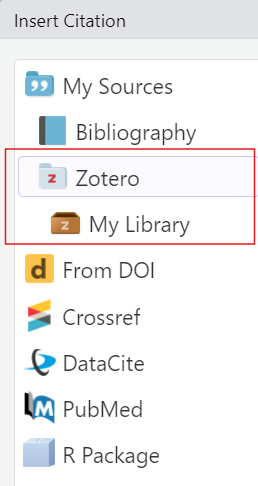 Insert Citation
My Sources
Bibliography
z Zotero
z My Library
d From DOI
Crossref
DataCite
M PubMed
R Package